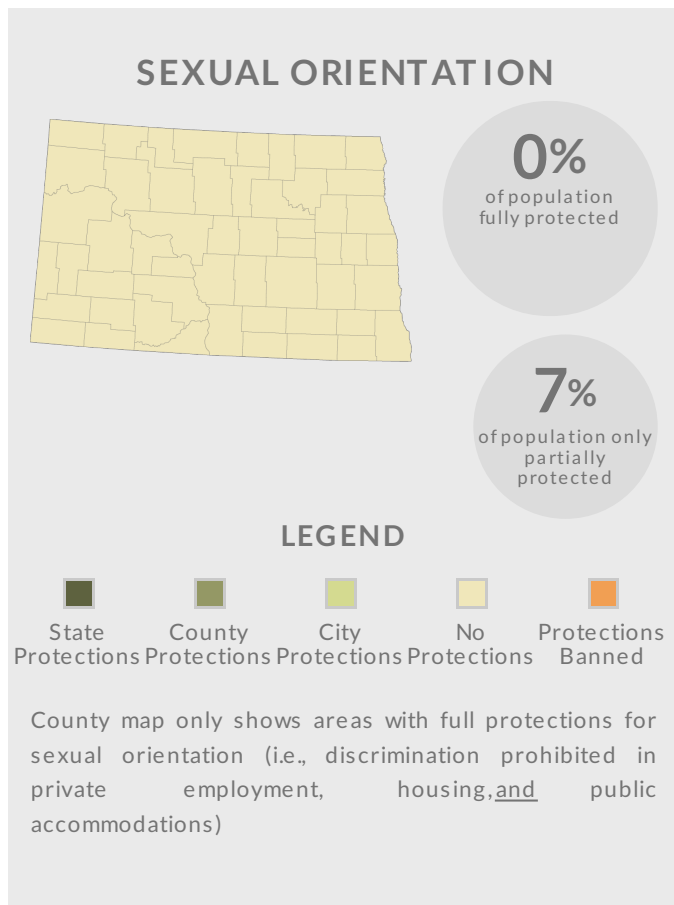 SEXUAL ORIENTATION
0%
of population
fully protected
7%
of population only
partially
protected
LEGEND
State
Protections
County
Protections
City
Protections
No
Protections
Protections
Banned
County map only shows areas with full protections for
sexual orientation (i.e., discrimination prohibited in
private employment, housing, and public
accommodations)